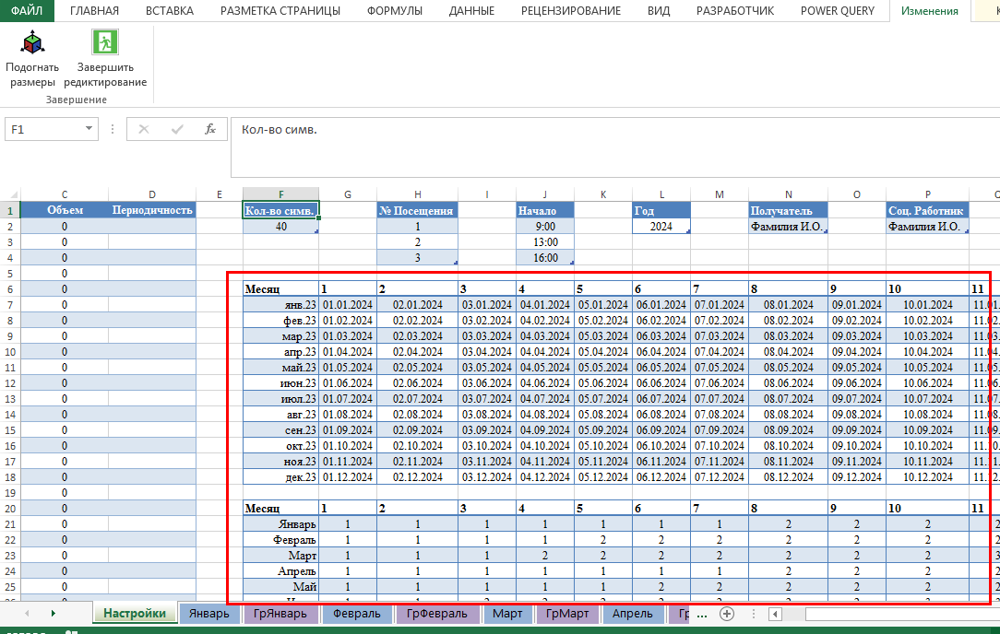 ФАЙЛ ГЛАВНАЯ ВСТАВКА РАЗМЕТКА СТРАНИЦЫ ФОРМУЛЫ ДАННЫЕ РЕЦЕНЗИРОВАНИЕ ВИД РАЗРАБОТЧИК POWER QUERY Изменения
Подогнать размеры
Завершить редактирование
Завершение
F1 fx Кол-во симв.
C D E F G H I J K L M N O P
1 Объем Периодичность Кол-во симв. № Посещения Начало Год Получатель Соц. Работник
2 0 40 1 9:00 2024 Фамилия И.О. Фамилия И.О.
3 0 2 13:00
4 0 3 16:00
5 0
6 0 Месяц 1 2 3 4 5 6 7 8 9 10 11
7 0 янв.23 01.01.2024 02.01.2024 03.01.2024 04.01.2024 05.01.2024 06.01.2024 07.01.2024 08.01.2024 09.01.2024 10.01.2024
8 0 фев.23 01.02.2024 02.02.2024 03.02.2024 04.02.2024 05.02.2024 06.02.2024 07.02.2024 08.02.2024 09.02.2024 10.02.2024
9 0 мар.23 01.03.2024 02.03.2024 03.03.2024 04.03.2024 05.03.2024 06.03.2024 07.03.2024 08.03.2024 09.03.2024 10.03.2024
10 0 апр.23 01.04.2024 02.04.2024 03.04.2024 04.04.2024 05.04.2024 06.04.2024 07.04.2024 08.04.2024 09.04.2024 10.04.2024
11 0 май.23 01.05.2024 02.05.2024 03.05.2024 04.05.2024 05.05.2024 06.05.2024 07.05.2024 08.05.2024 09.05.2024 10.05.2024
12 0 июн.23 01.06.2024 02.06.2024 03.06.2024 04.06.2024 05.06.2024 06.06.2024 07.06.2024 08.06.2024 09.06.2024 10.06.2024
13 0 июл.23 01.07.2024 02.07.2024 03.07.2024 04.07.2024 05.07.2024 06.07.2024 07.07.2024 08.07.2024 09.07.2024 10.07.2024
14 0 авг.23 01.08.2024 02.08.2024 03.08.2024 04.08.2024 05.08.2024 06.08.2024 07.08.2024 08.08.2024 09.08.2024 10.08.2024
15 0 сен.23 01.09.2024 02.09.2024 03.09.2024 04.09.2024 05.09.2024 06.09.2024 07.09.2024 08.09.2024 09.09.2024 10.09.2024
16 0 окт.23 01.10.2024 02.10.2024 03.10.2024 04.10.2024 05.10.2024 06.10.2024 07.10.2024 08.10.2024 09.10.2024 10.10.2024
17 0 ноя.23 01.11.2024 02.11.2024 03.11.2024 04.11.2024 05.11.2024 06.11.2024 07.11.2024 08.11.2024 09.11.2024 10.11.2024
18 0 дек.23 01.12.2024 02.12.2024 03.12.2024 04.12.2024 05.12.2024 06.12.2024 07.12.2024 08.12.2024 09.12.2024 10.12.2024
19 0
20 0 Месяц 1 2 3 4 5 6 7 8 9 10 11
21 0 Январь 1 1 1 1 1 1 1 2 2 2 2
22 0 Февраль 1 1 1 1 2 2 2 2 2 2 2
23 0 Март 1 1 1 2 2 2 2 2 2 2 3
24 0 Апрель 1 1 1 1 1 1 1 2 2 2 2
25 0 Май 1 1 1 1 1 2 2 2 2 2 2
Настройки Январь ГрЯнварь Февраль ГрФевраль Март ГрМарт Апрель Гр ...